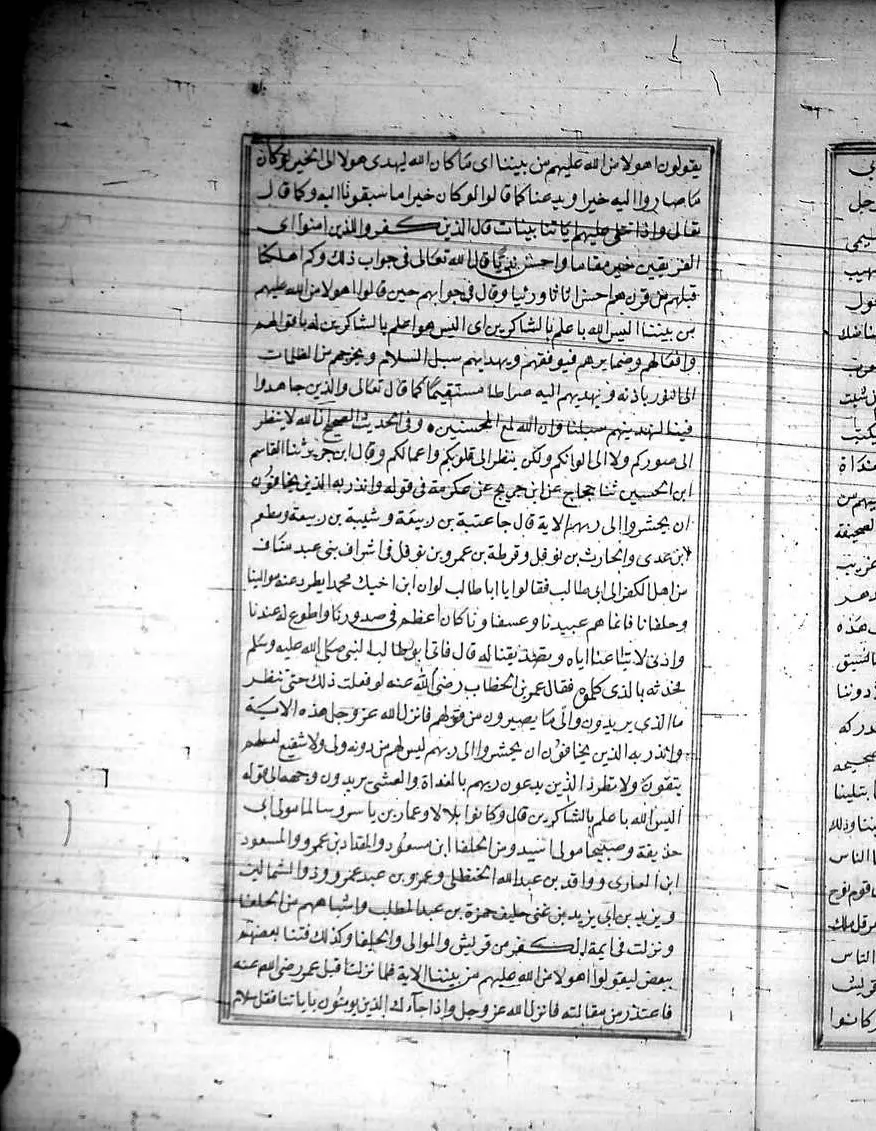 يقولون اهولا من الله عليهم من بيننا اى ما كان الله ليهدى هولا الى الخير لو كان
ما صاروا اليه خيرا ويدعنا كما قالوا لو كان خيرا ما سبقونا اليه وكما قال
تعالى واذا تتلى عليهم اياتنا بينات قال الذين كفروا للذين امنوا اى
الفريقين خير مقاما واحسن نديا قال الله تعالى فى جواب ذلك وكم اهلكنا
قبلهم من قرن هم احسن اثاثا ورئيا وقال فى جوابهم حين قالوا اهولا من الله عليهم
من بيننا اليس الله باعلم بالشاكرين اى اليس هو اعلم بالشاكرين له باقوالهم
وافعالهم وضمايرهم فيوفقهم ويهديهم سبل السلام ويخرجهم من الظلمات
الى النور باذنه ويهديهم اليه صراطا مستقيما كما قال تعالى والذين جاهدوا
فينا لنهدينهم سبلنا وان الله لمع المحسنين وفى الحديث الصحيح ان الله لا ينظر
الى صوركم ولا الى الوانكم ولكن ينظر الى قلوبكم واعمالكم وقال ابن جرير ثنا القاسم
ابن الحسين ثنا حجاج عن ابن جريج عن عكرمة فى قوله وانذر به الذين يخافون
ان يحشروا الى ربهم الاية قال جا عتبة بن ربيعة وشيبة بن ربيعة ومطعم
ابن عدى والحارث بن نوفل وقرطة بن عمرو بن نوفل فى اشراف بنى عبد مناف
من اهل الكفر الى ابى طالب فقالوا يا ابا طالب لو ان ابن اخيك محمدا يطرد عنه موالينا
وحلفانا فانما هم عبيدنا وعسفاونا كان اعظم فى صدورنا واطوع له عندنا
وادنى لاتباعنا اياه وتصديقنا له قال فاتى ابو طالب النبى صلى الله عليه وسلم
فحدثه بالذى كلموه فقال عمر بن الخطاب رضى الله عنه لو فعلت ذلك حتى ننظر
ما الذى يريدون والى ما يصيرون من قولهم فانزل الله عز وجل هذه الاية
وانذر به الذين يخافون ان يحشروا الى ربهم ليس لهم من دونه ولى ولا شفيع لعلهم
يتقون ولا تطرد الذين يدعون ربهم بالغداة والعشى يريدون وجهه الى قوله
اليس الله باعلم بالشاكرين قال وكانوا بلالا وعمار بن ياسر وسالما مولى ابى
حذيفة وصبيحا مولى اسيد ومن الحلفا ابن مسعود والمقداد بن عمرو والمسعود
ابن القارى وواقد بن عبد الله الحنظلى وعمرو بن عبد عمرو وذو الشمالين
ويزيد بن ابى يزيد من غنى حليف حمزة بن عبد المطلب واشباههم من الحلفا
ونزلت فى ايمة الكفر من قريش والموالى والحلفا وكذلك فتنا بعضهم
ببعض ليقولوا اهولا من الله عليهم من بيننا الاية فلما نزلت اقبل عمر رضى الله عنه
فاعتذر من مقالته فانزل الله عز وجل واذا جاءك الذين يومنون باياتنا فقل سلام